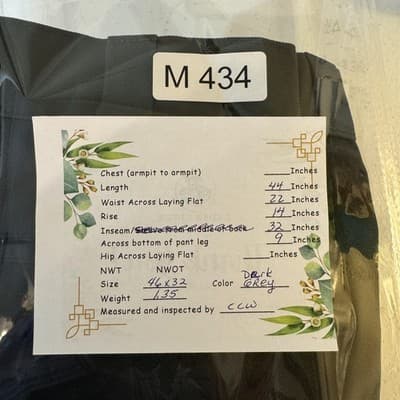 M 434
Chest (armpit to armpit) ___ Inches
Length 44 Inches
Waist Across Laying Flat 22 Inches
Rise 14 Inches
Inseam/Sleeve from middle of back 32 Inches
Across bottom of pant leg 9 Inches
Hip Across Laying Flat ___ Inches
NWT NWOT
Size 46x32 Color Dark Grey
Weight 1.35
Measured and inspected by CCW